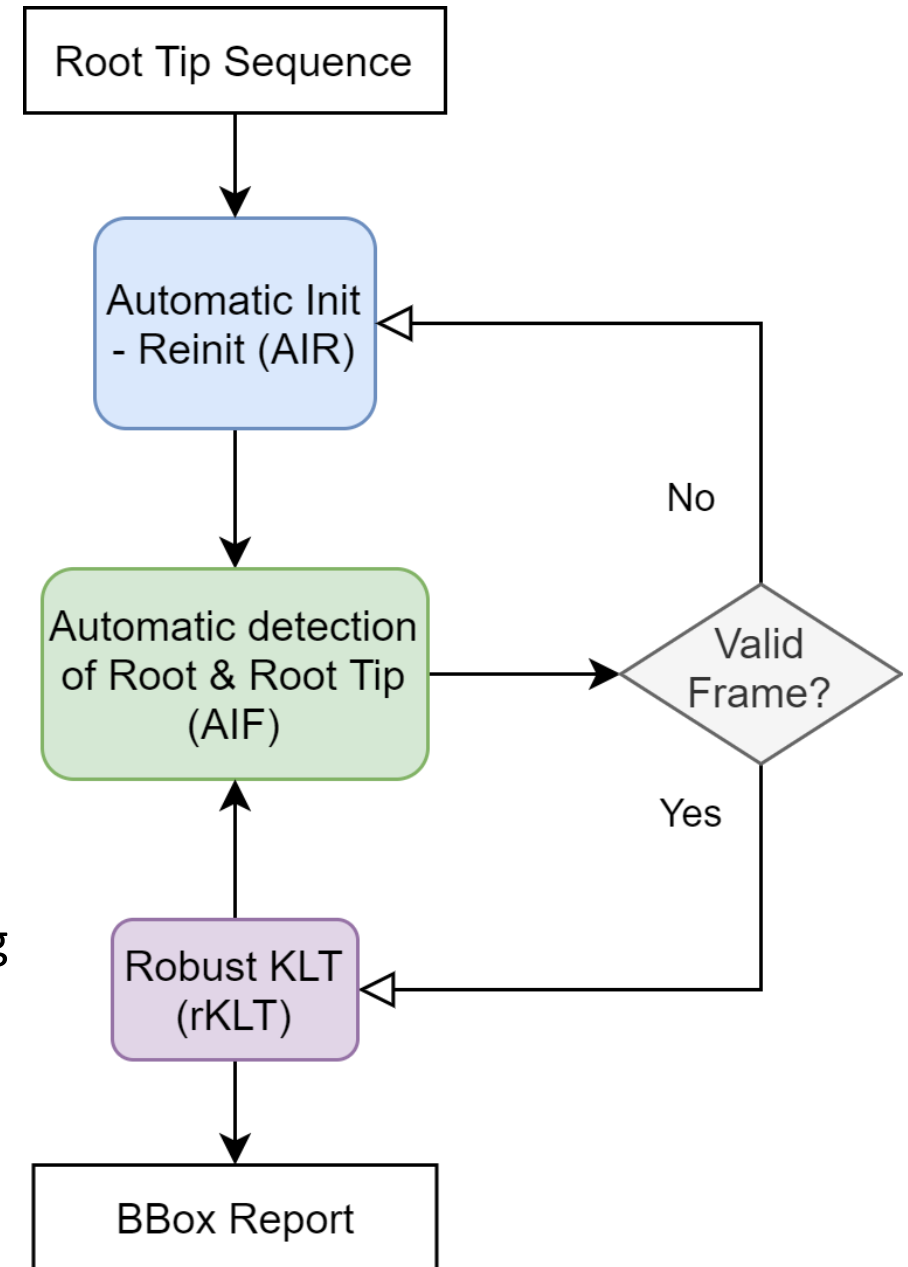 Root Tip Sequence
Automatic Init
- Reinit (AIR)
No
Automatic detection
of Root & Root Tip
(AIF)
Valid
Frame?
Yes
g
Robust KLT
(rKLT)
BBox Report